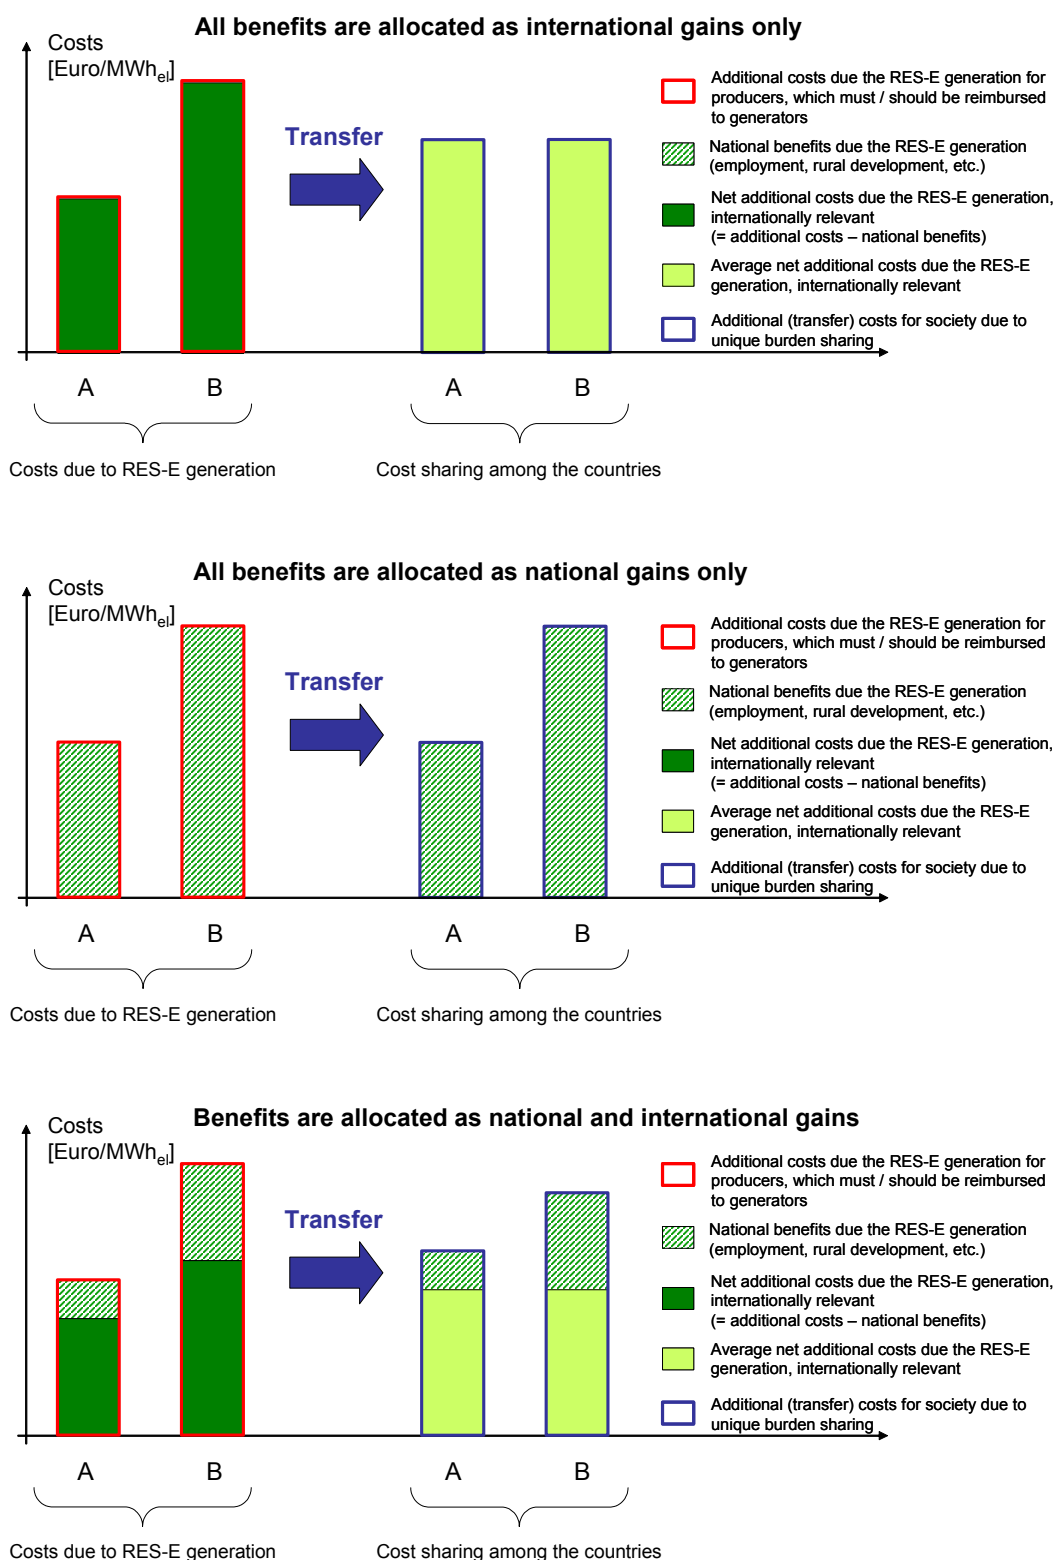 All benefits are allocated as international gains only
Costs
[Euro/MWhel]
Transfer
Additional costs due the RES-E generation for
producers, which must / should be reimbursed
to generators
National benefits due the RES-E generation
(employment, rural development, etc.)
Net additional costs due the RES-E generation,
internationally relevant
(= additional costs – national benefits)
Average net additional costs due the RES-E
generation, internationally relevant
Additional (transfer) costs for society due to
unique burden sharing
A
B
A
B
Costs due to RES-E generation
Cost sharing among the countries
All benefits are allocated as national gains only
Costs
[Euro/MWhel]
Transfer
Additional costs due the RES-E generation for
producers, which must / should be reimbursed
to generators
National benefits due the RES-E generation
(employment, rural development, etc.)
Net additional costs due the RES-E generation,
internationally relevant
(= additional costs – national benefits)
Average net additional costs due the RES-E
generation, internationally relevant
Additional (transfer) costs for society due to
unique burden sharing
A
B
A
B
Costs due to RES-E generation
Cost sharing among the countries
Benefits are allocated as national and international gains
Costs
[Euro/MWhel]
Transfer
Additional costs due the RES-E generation for
producers, which must / should be reimbursed
to generators
National benefits due the RES-E generation
(employment, rural development, etc.)
Net additional costs due the RES-E generation,
internationally relevant
(= additional costs – national benefits)
Average net additional costs due the RES-E
generation, internationally relevant
Additional (transfer) costs for society due to
unique burden sharing
A
B
A
B
Costs due to RES-E generation
Cost sharing among the countries